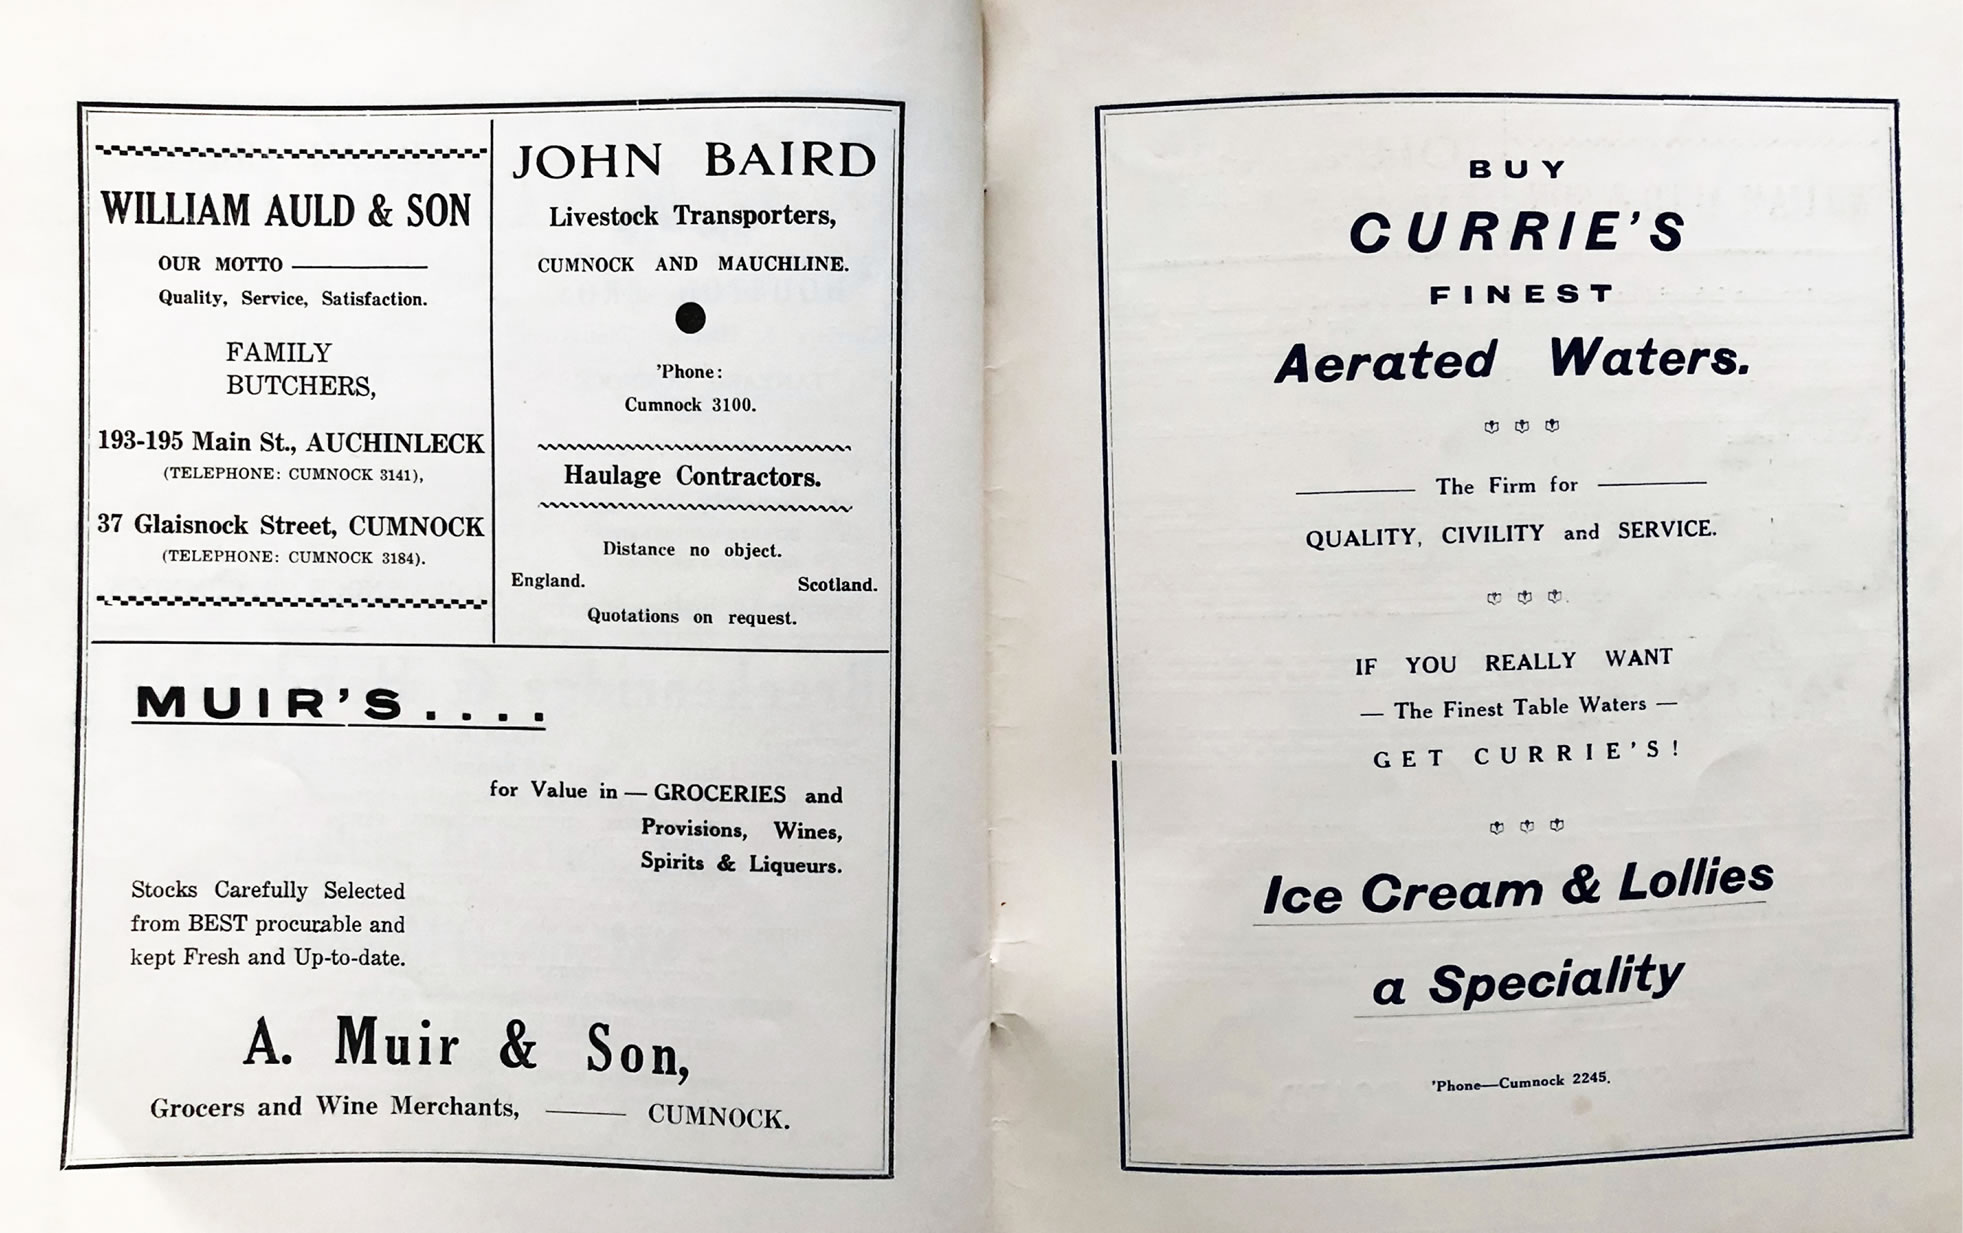 WILLIAM AULD & SON
OUR MOTTO
Quality, Service, Satisfaction.
FAMILY
BUTCHERS,
193-195 Main St., AUCHINLECK
(TELEPHONE: CUMNOCK 3141),
37 Glaisnock Street, CUMNOCK
(TELEPHONE: CUMNOCK 3184).
JOHN BAIRD
Livestock Transporters,
CUMNOCK AND MAUCHLINE.
'Phone:
Cumnock 3100.
Haulage Contractors.
Distance no object.
England. Scotland.
Quotations on request.
MUIR'S....
for Value in — GROCERIES and
Provisions, Wines,
Spirits & Liqueurs.
Stocks Carefully Selected
from BEST procurable and
kept Fresh and Up-to-date.
A. Muir & Son,
Grocers and Wine Merchants, —— CUMNOCK.
BUY
CURRIE'S
FINEST
Aerated Waters.
—— The Firm for ——
QUALITY, CIVILITY and SERVICE.
IF YOU REALLY WANT
— The Finest Table Waters —
GET CURRIE'S!
Ice Cream & Lollies
a Speciality
'Phone—Cumnock 2245.